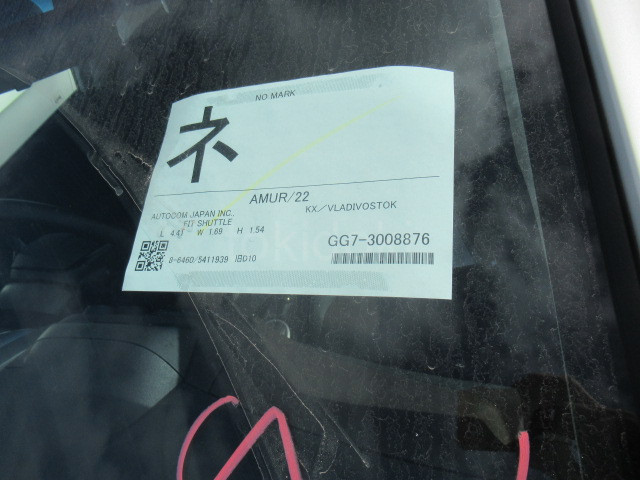 NO MARK
ネ
AMUR/22
KX/VLADIVOSTOK
AUTOCOM JAPAN INC.
FIT SHUTTLE
L 4.41 W 1.69 H 1.54
GG7-3008876
8-6460/5411939 IBD10